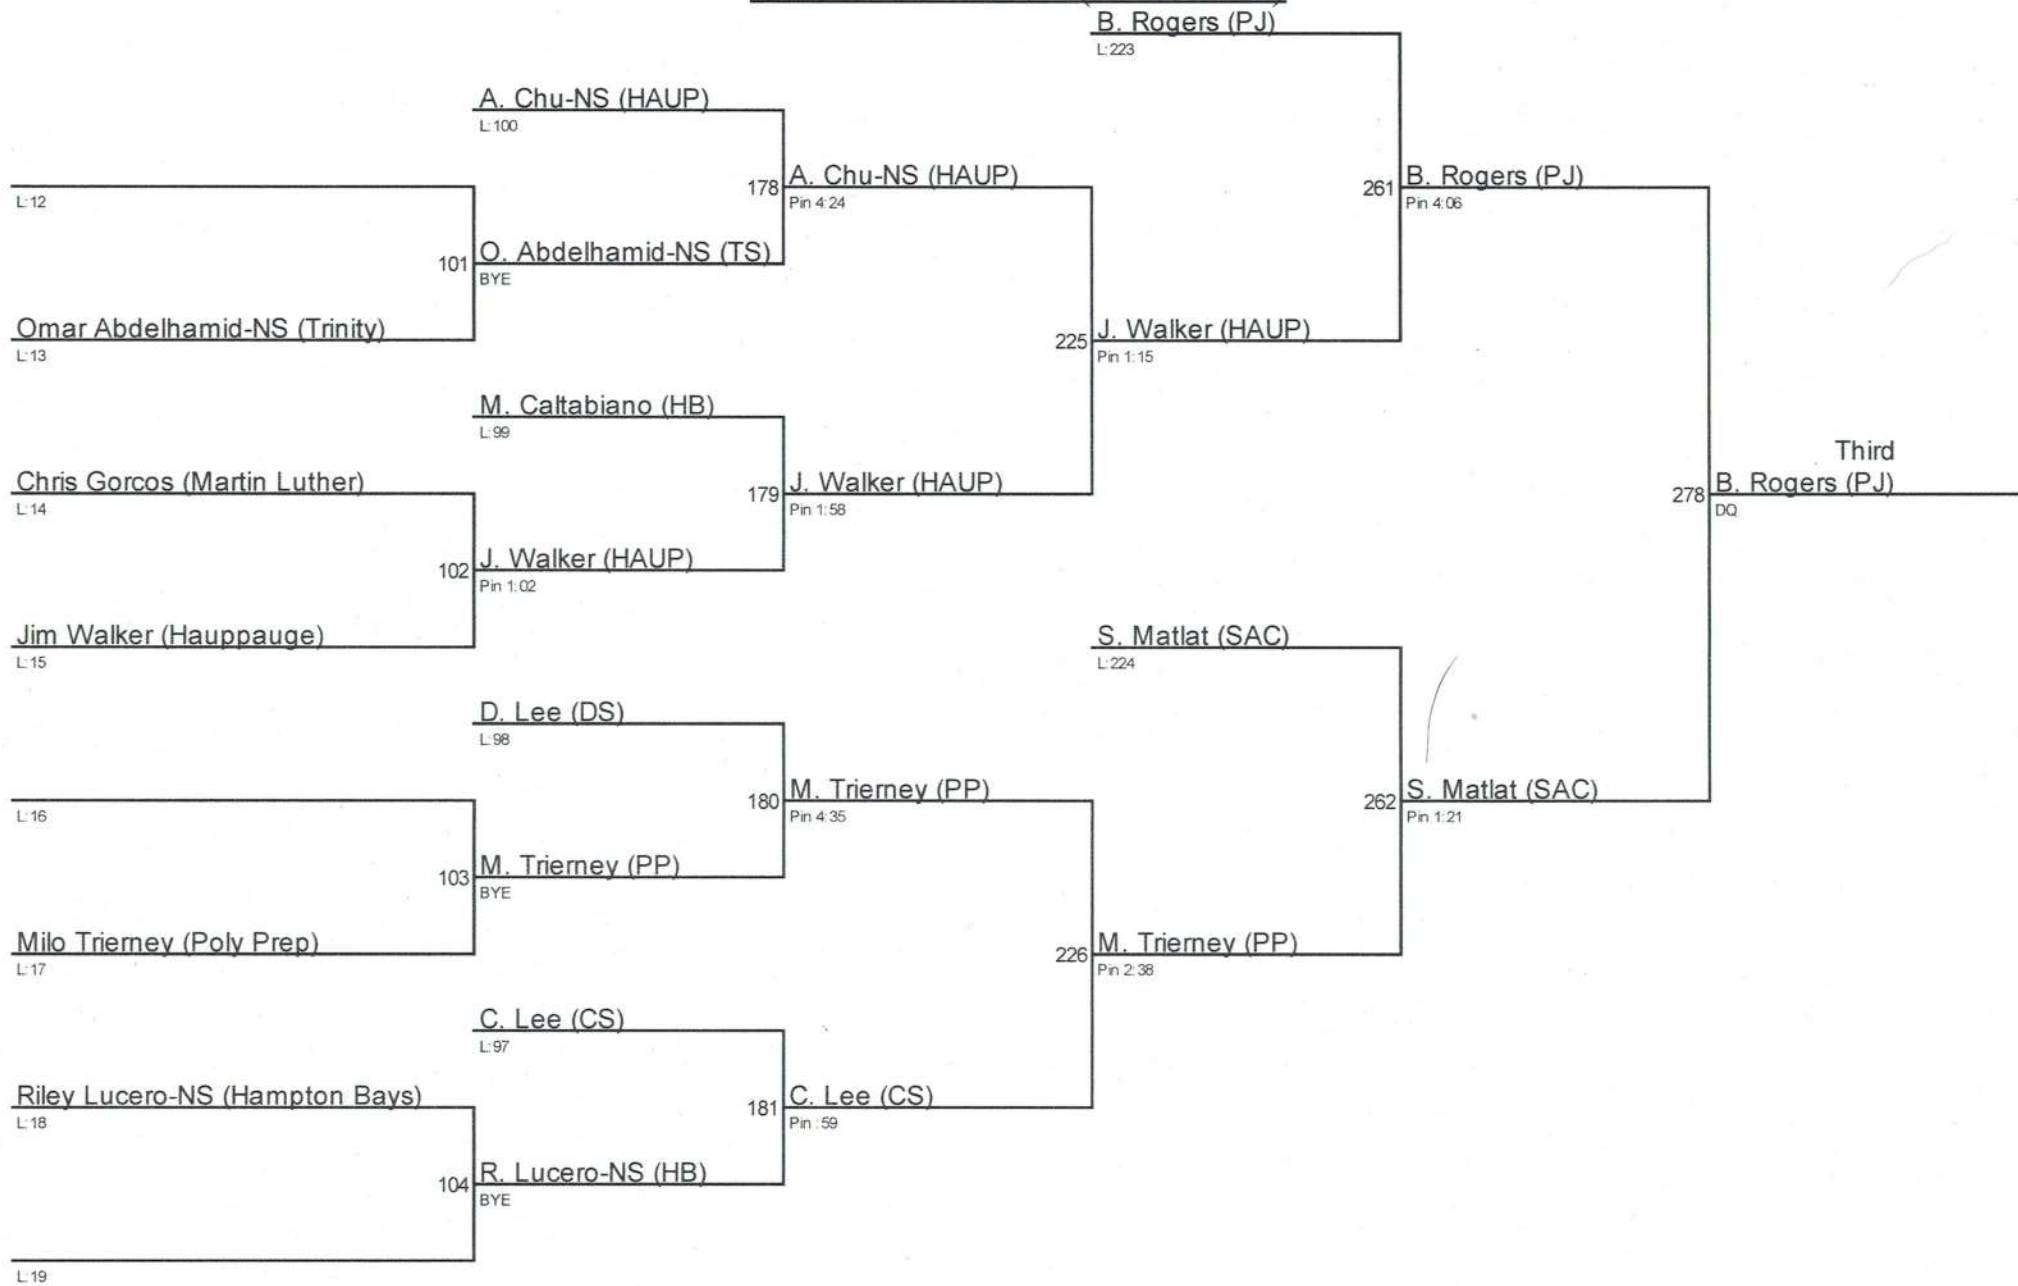 B. Rogers (PJ)
L:223
A. Chu-NS (HAUP)
L:100
178 A. Chu-NS (HAUP)
Pin 4:24
261 B. Rogers (PJ)
Pin 4:06
L:12
101 O. Abdelhamid-NS (TS)
BYE
Omar Abdelhamid-NS (Trinity)
L:13
225 J. Walker (HAUP)
Pin 1:15
M. Caltabiano (HB)
L:99
Third
Chris Gorcos (Martin Luther)
L:14
179 J. Walker (HAUP)
Pin 1:58
278 B. Rogers (PJ)
DQ
102 J. Walker (HAUP)
Pin 1:02
Jim Walker (Hauppauge)
L:15
S. Matlat (SAC)
L:224
D. Lee (DS)
L:98
L:16
180 M. Trierney (PP)
Pin 4:35
262 S. Matlat (SAC)
Pin 1:21
103 M. Trierney (PP)
BYE
Milo Trierney (Poly Prep)
L:17
226 M. Trierney (PP)
Pin 2:38
C. Lee (CS)
L:97
Riley Lucero-NS (Hampton Bays)
L:18
181 C. Lee (CS)
Pin :59
104 R. Lucero-NS (HB)
BYE
L:19